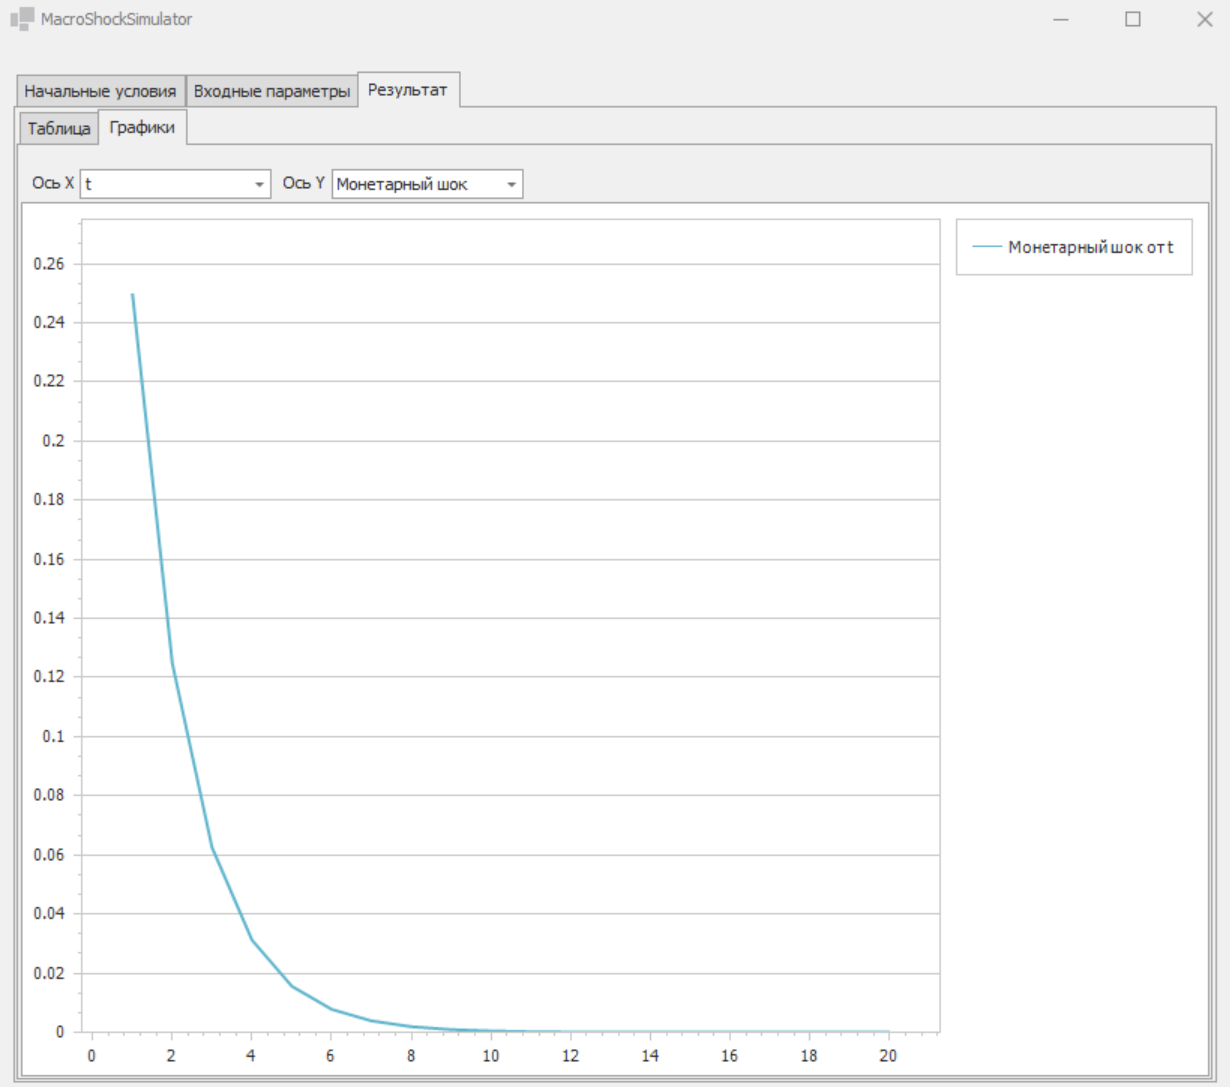 MacroShockSimulator
Начальные условия Входные параметры Результат
Таблица Графики
Ось X t Ось Y Монетарный шок
Монетарный шок от t
0.26
0.24
0.22
0.2
0.18
0.16
0.14
0.12
0.1
0.08
0.06
0.04
0.02
0
0 2 4 6 8 10 12 14 16 18 20